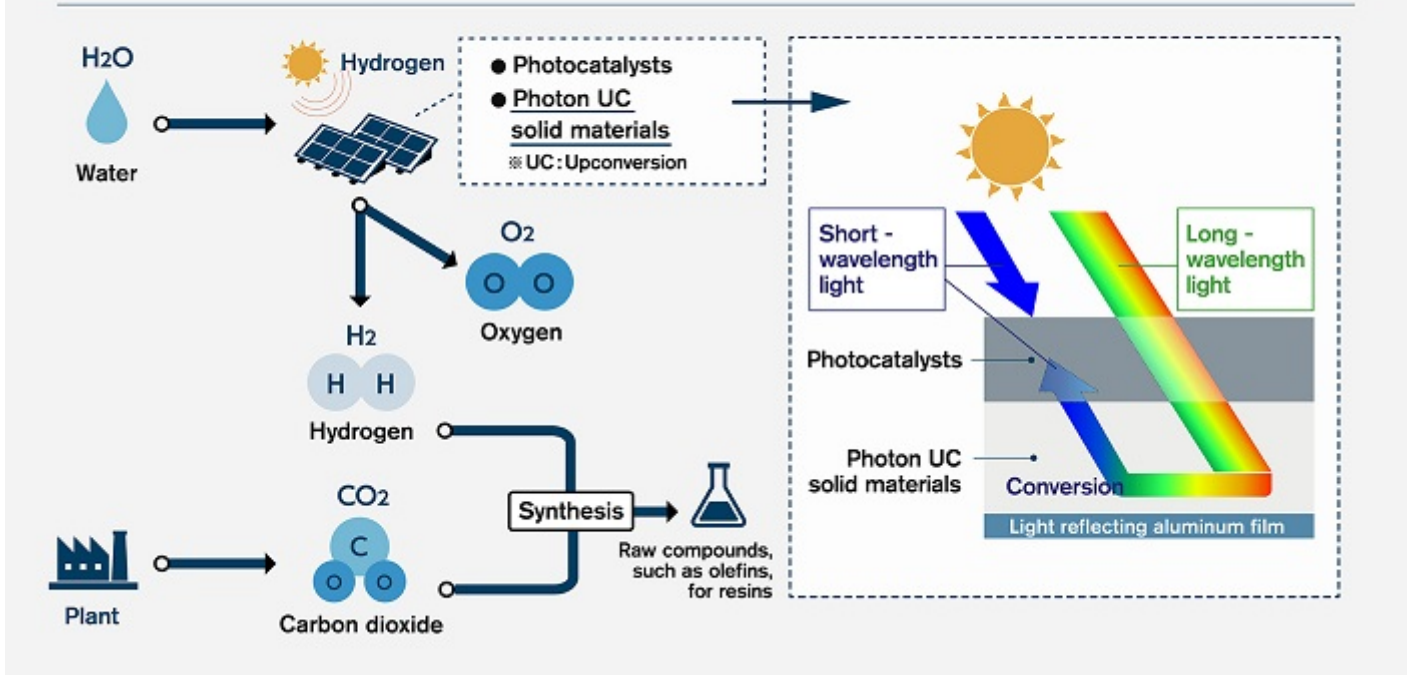 H2O
Water
Hydrogen
● Photocatalysts
● Photon UC
solid materials
※UC:Upconversion
O2
O O
Oxygen
H2
H H
Hydrogen
CO2
C
O O
Carbon dioxide
Plant
Synthesis
Raw compounds,
such as olefins,
for resins
Short -
wavelength
light
Long -
wavelength
light
Photocatalysts
Photon UC
solid materials
Conversion
Light reflecting aluminum film